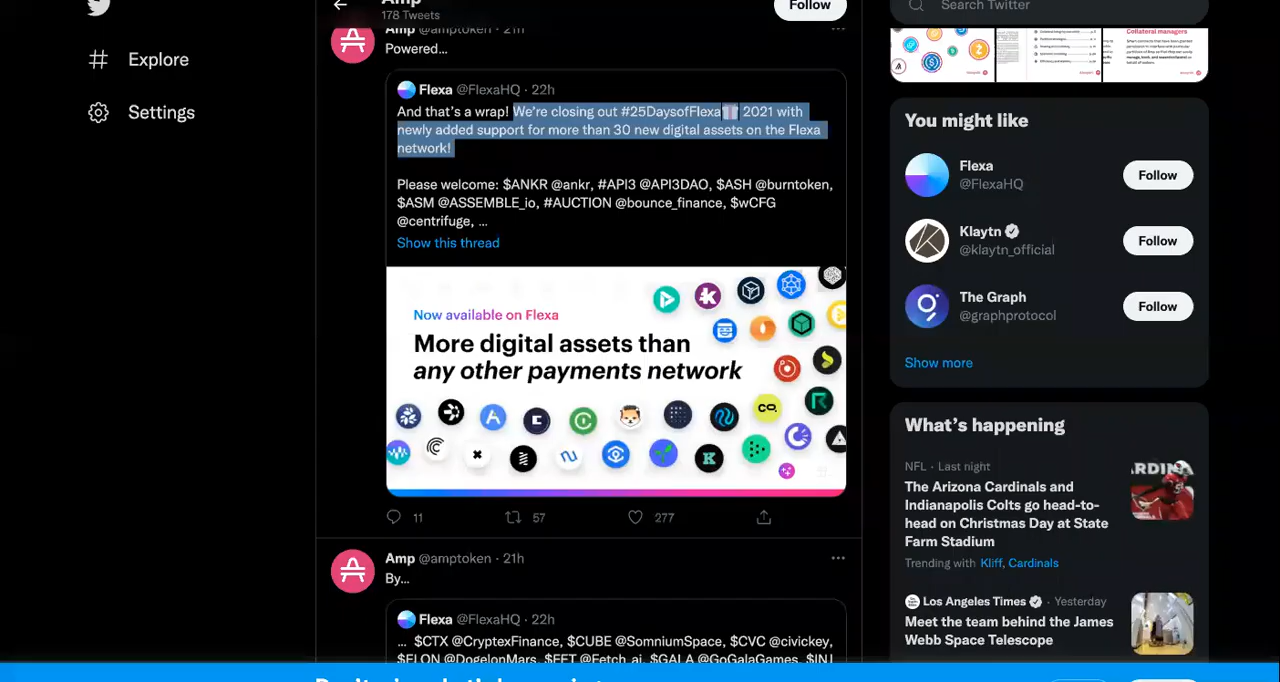 Amp
178 Tweets
Follow
Search Twitter
Explore
Settings
Amp @amptoken · 21h
Powered…
Flexa @FlexaHQ · 22h
And that's a wrap! We're closing out #25DaysofFlexa 2021 with
newly added support for more than 30 new digital assets on the Flexa
network!
Please welcome: $ANKR @ankr, #API3 @API3DAO, $ASH @burntoken,
$ASM @ASSEMBLE_io, #AUCTION @bounce_finance, $wCFG
@centrifuge, …
Show this thread
Now available on Flexa
More digital assets than
any other payments network
co.
11
57
277
Amp @amptoken · 21h
By…
Flexa @FlexaHQ · 22h
… $CTX @CryptexFinance, $CUBE @SomniumSpace, $CVC @civickey,
$ELON @DogelonMars, $FET @Fetch_ai, $GALA @GoGalaGames, $INJ
Collateral managers
You might like
Flexa
@FlexaHQ
Follow
Klaytn
@klaytn_official
Follow
The Graph
@graphprotocol
Follow
Show more
What's happening
NFL · Last night
The Arizona Cardinals and
Indianapolis Colts go head-to-
head on Christmas Day at State
Farm Stadium
Trending with Kliff, Cardinals
Los Angeles Times · Yesterday
Meet the team behind the James
Webb Space Telescope